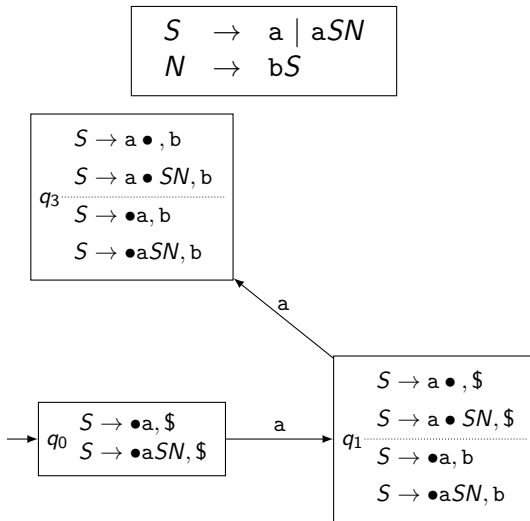 S → a | aSN
N → bS
S → a • , b
S → a • SN, b
q₃
S → •a, b
S → •aSN, b
a
S → a • , $
S → a • SN, $
q₁
S → •a, b
S → •aSN, b
a
q₀
S → •a, $
S → •aSN, $